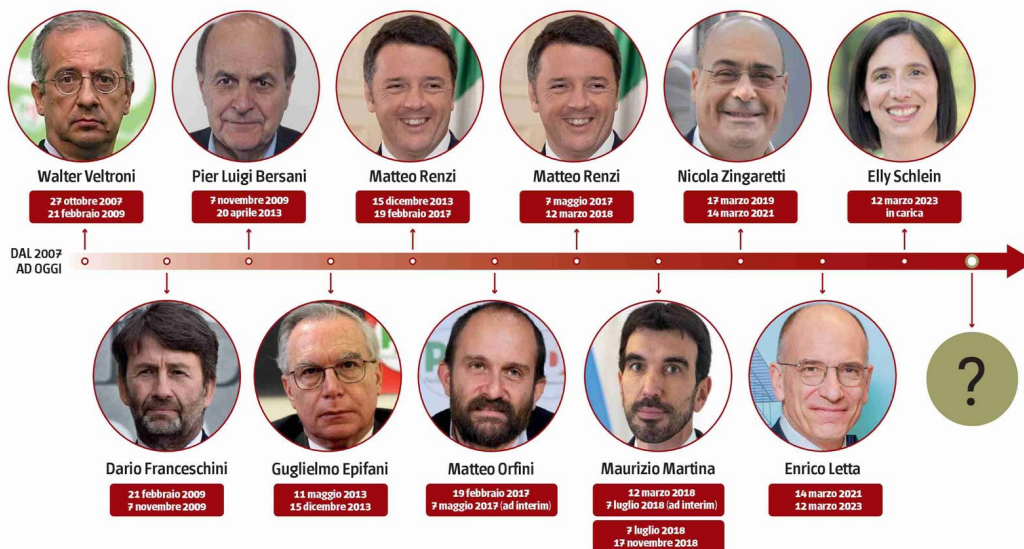 Walter Veltroni
27 ottobre 2007
21 febbraio 2009
Pier Luigi Bersani
7 novembre 2009
20 aprile 2013
Matteo Renzi
15 dicembre 2013
19 febbraio 2017
Matteo Renzi
7 maggio 2017
12 marzo 2018
Nicola Zingaretti
17 marzo 2019
14 marzo 2021
Elly Schlein
12 marzo 2023
in carica
DAL 2007
AD OGGI
?
Dario Franceschini
21 febbraio 2009
7 novembre 2009
Guglielmo Epifani
11 maggio 2013
15 dicembre 2013
Matteo Orfini
19 febbraio 2017
7 maggio 2017 (ad interim)
Maurizio Martina
12 marzo 2018
7 luglio 2018 (ad interim)
7 luglio 2018
17 novembre 2018
Enrico Letta
14 marzo 2021
12 marzo 2023